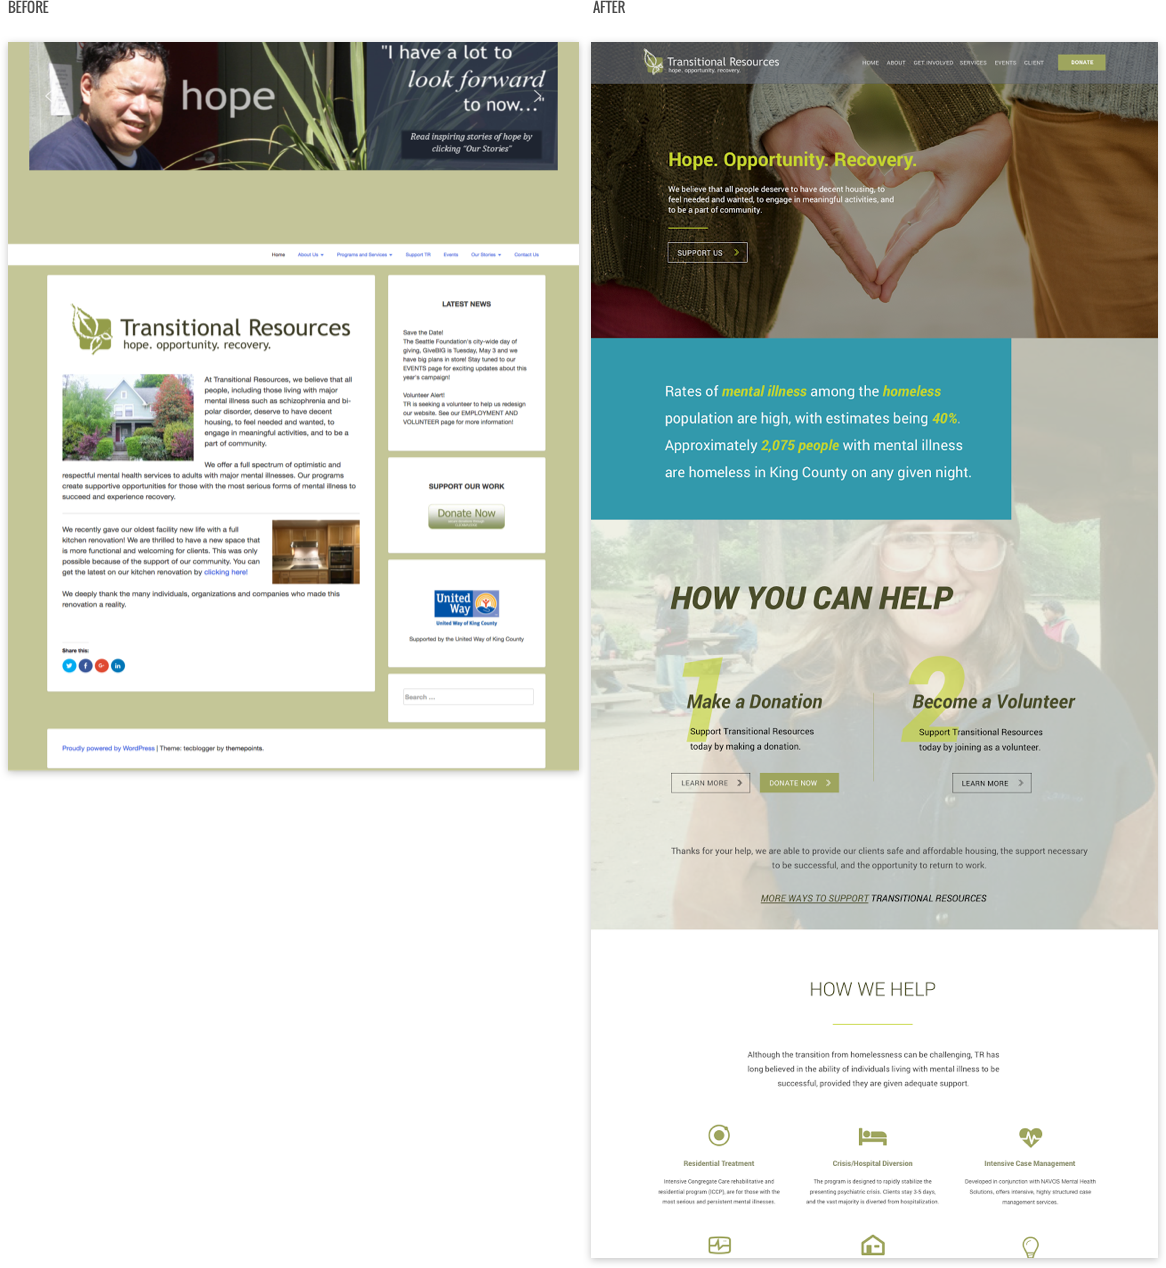 BEFORE
"I have a lot to
look forward
to now..."
hope
Read inspiring stories of hope by
clicking "Our Stories"
Home About Us Programs and Services Support TR Events Our Stories Contact Us
Transitional Resources
hope. opportunity. recovery.
At Transitional Resources, we believe that all
people, including those living with major
mental illness such as schizophrenia and bi-
polar disorder, deserve to have decent
housing, to feel needed and wanted, to
engage in meaningful activities, and to be a
part of community.
We offer a full spectrum of optimistic and
respectful mental health services to adults with major mental illnesses. Our programs
create supportive opportunities for those with the most serious forms of mental illness to
succeed and experience recovery.
We recently gave our oldest facility new life with a full
kitchen renovation! We are thrilled to have a new space that
is more functional and welcoming for clients. This was only
possible because of the support of our community. You can
get the latest on our kitchen renovation by clicking here!
We deeply thank the many individuals, organizations and companies who made this
renovation a reality.
Share this:
LATEST NEWS
Save the Date!
The Seattle Foundation's city-wide day of
giving, GiveBIG is Tuesday, May 3 and we
have big plans in store! Stay tuned to our
EVENTS page for exciting updates about this
year's campaign!
Volunteer Alert!
TR is seeking a volunteer to help us redesign
our website. See our EMPLOYMENT AND
VOLUNTEER page for more information!
SUPPORT OUR WORK
Donate Now
United
Way
United Way of King County
Supported by the United Way of King County
Search ...
Proudly powered by WordPress | Theme: tecblogger by themepoints.
AFTER
Transitional Resources
hope. opportunity. recovery.
HOME ABOUT GET INVOLVED SERVICES EVENTS CLIENT DONATE
Hope. Opportunity. Recovery.
We believe that all people deserve to have decent housing, to
feel needed and wanted, to engage in meaningful activities, and
to be a part of community.
SUPPORT US
Rates of mental illness among the homeless
population are high, with estimates being 40%.
Approximately 2,075 people with mental illness
are homeless in King County on any given night.
HOW YOU CAN HELP
1
Make a Donation
Support Transitional Resources
today by making a donation.
LEARN MORE DONATE NOW
2
Become a Volunteer
Support Transitional Resources
today by joining as a volunteer.
LEARN MORE
Thanks for your help, we are able to provide our clients safe and affordable housing, the support necessary
to be successful, and the opportunity to return to work.
MORE WAYS TO SUPPORT TRANSITIONAL RESOURCES
HOW WE HELP
Although the transition from homelessness can be challenging, TR has
long believed in the ability of individuals living with mental illness to be
successful, provided they are given adequate support.
Residential Treatment
Intensive Congregate Care rehabilitative and
residential program (ICCP), are for those with the
most serious and persistent mental illnesses.
Crisis/Hospital Diversion
The program is designed to rapidly stabilize the
presenting psychiatric crisis. Clients stay 3-5 days,
and the vast majority is diverted from hospitalization.
Intensive Case Management
Developed in conjunction with NAVOS Mental Health
Solutions, offers intensive, highly structured case
management services.